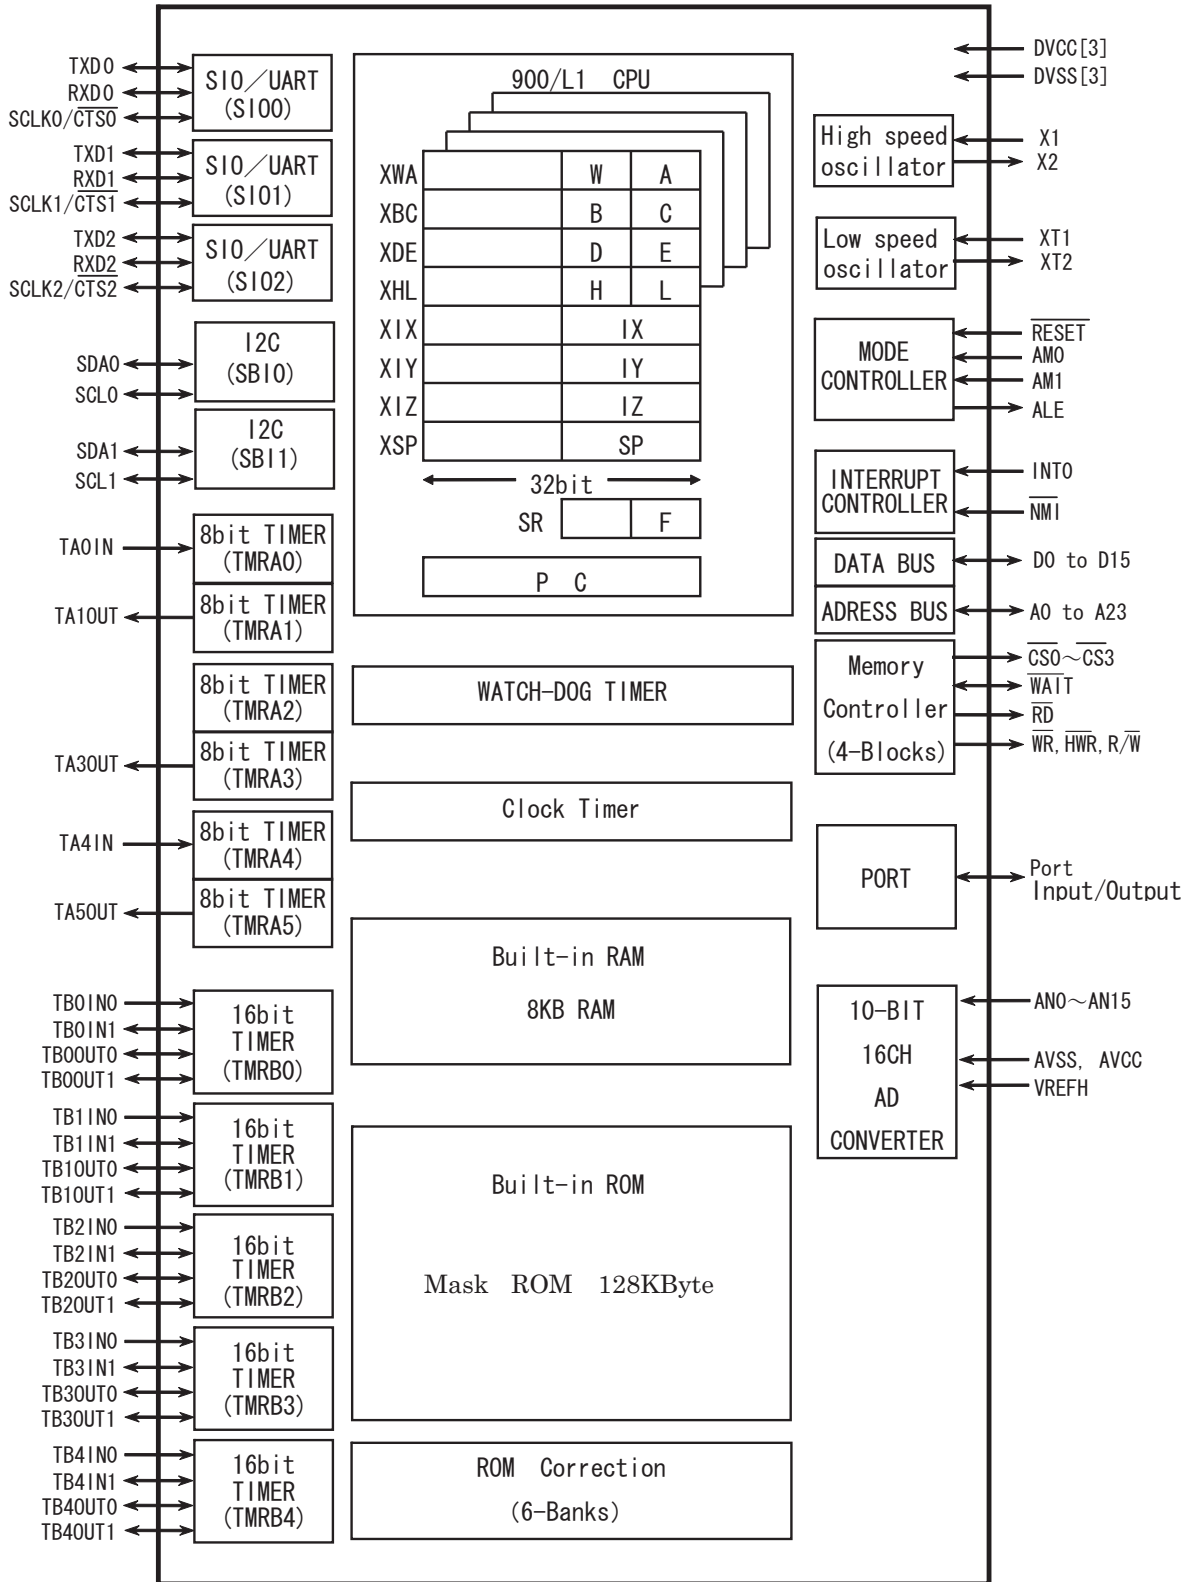 TXD0
RXD0
SCLK0/CTS0
SIO/UART
(SIO0)
TXD1
RXD1
SCLK1/CTS1
SIO/UART
(SIO1)
TXD2
RXD2
SCLK2/CTS2
SIO/UART
(SIO2)
SDA0
SCL0
I2C
(SBI0)
SDA1
SCL1
I2C
(SBI1)
TA0IN
8bit TIMER
(TMRA0)
TA1OUT
8bit TIMER
(TMRA1)
8bit TIMER
(TMRA2)
TA3OUT
8bit TIMER
(TMRA3)
TA4IN
8bit TIMER
(TMRA4)
TA5OUT
8bit TIMER
(TMRA5)
TB0IN0
TB0IN1
TB0OUT0
TB0OUT1
16bit
TIMER
(TMRB0)
TB1IN0
TB1IN1
TB1OUT0
TB1OUT1
16bit
TIMER
(TMRB1)
TB2IN0
TB2IN1
TB2OUT0
TB2OUT1
16bit
TIMER
(TMRB2)
TB3IN0
TB3IN1
TB3OUT0
TB3OUT1
16bit
TIMER
(TMRB3)
TB4IN0
TB4IN1
TB4OUT0
TB4OUT1
16bit
TIMER
(TMRB4)
900/L1 CPU
XWA W A
XBC B C
XDE D E
XHL H L
XIX IX
XIY IY
XIZ IZ
XSP SP
32bit
SR F
P C
WATCH-DOG TIMER
Clock Timer
Built-in RAM
8KB RAM
Built-in ROM
Mask ROM 128KByte
ROM Correction
(6-Banks)
DVCC[3]
DVSS[3]
High speed
oscillator
X1
X2
Low speed
oscillator
XT1
XT2
MODE
CONTROLLER
RESET
AM0
AM1
ALE
INTERRUPT
CONTROLLER
INT0
NMI
DATA BUS
D0 to D15
ADRESS BUS
A0 to A23
Memory
Controller
(4-Blocks)
CS0～CS3
WAIT
RD
WR, HWR, R/W
PORT
Port
Input/Output
10-BIT
16CH
AD
CONVERTER
AN0～AN15
AVSS, AVCC
VREFH